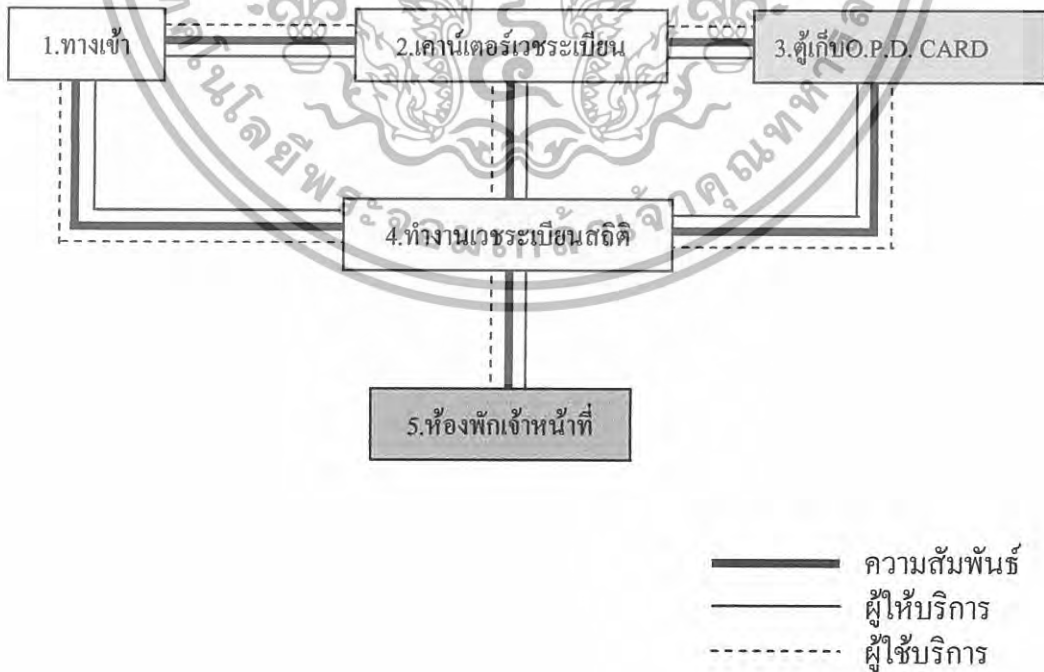 1.ทางเข้า
2.เคาน์เตอร์เวชระเบียน
3.ตู้เก็บO.P.D. CARD
4.ทำงานเวชระเบียนสถิติ
5.ห้องพักเจ้าหน้าที่
ความสัมพันธ์
ผู้ให้บริการ
ผู้ใช้บริการ